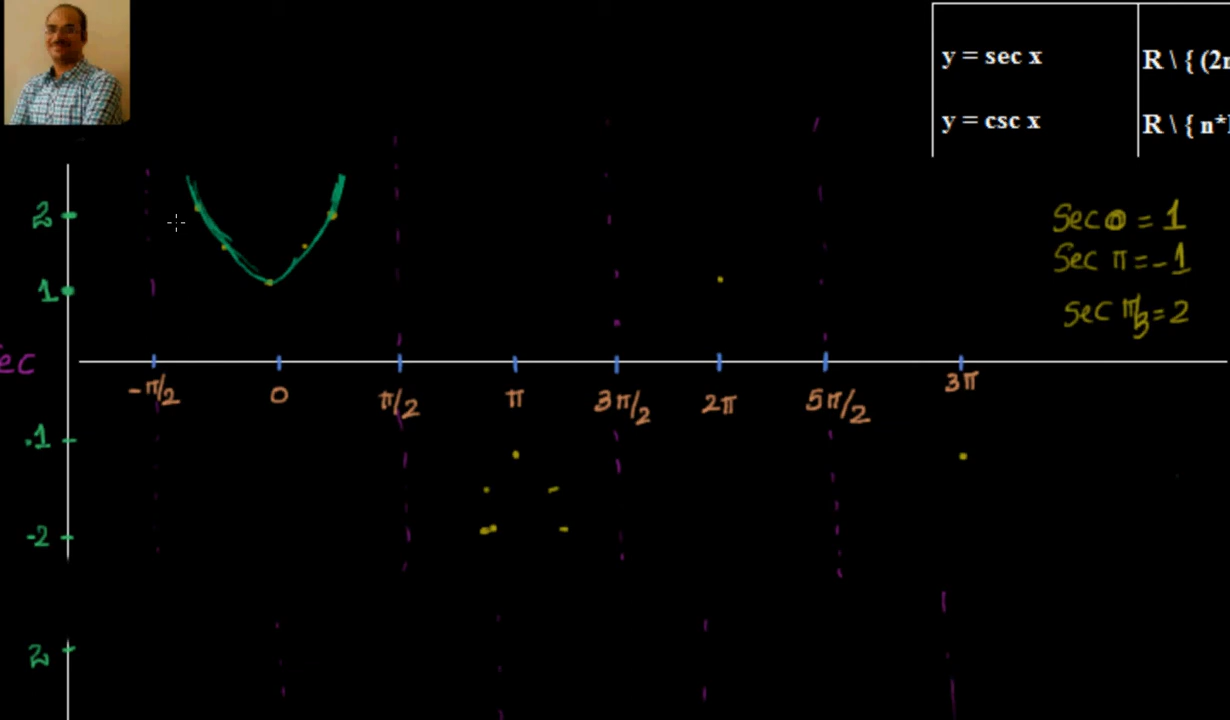 y = sec x
R \ { (2
y = csc x
R \ { n*
Sec 0 = 1
Sec π = -1
Sec π/3 = 2
2
1
ec
-π/2
0
π/2
π
3π/2
2π
5π/2
3π
.1
-2
2